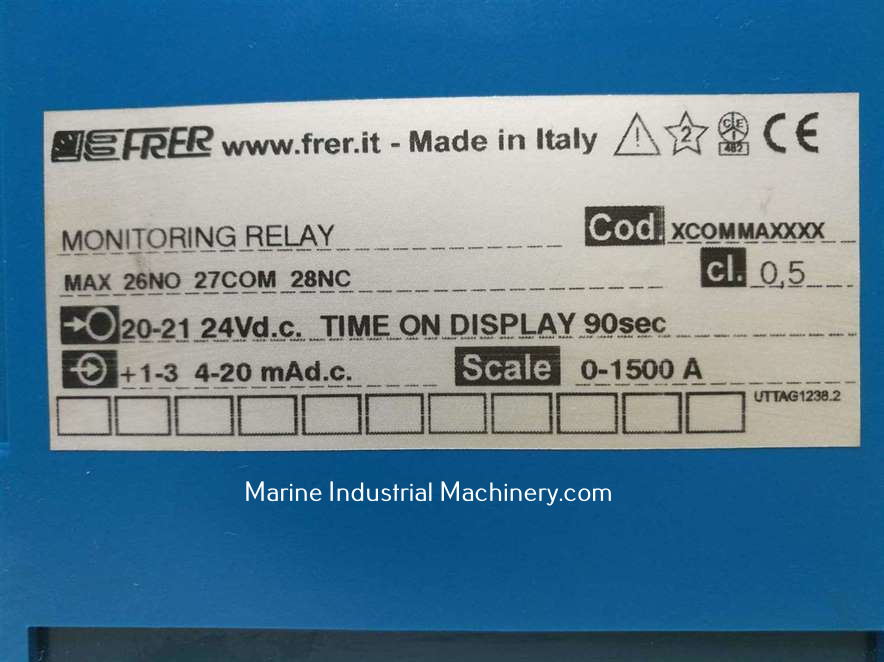 FRER www.frer.it - Made in Italy 2 CEI 482 CE
MONITORING RELAY Cod. XCOMMAXXXX
MAX 26NO 27COM 28NC cl. 0,5
20-21 24Vd.c. TIME ON DISPLAY 90sec
+1-3 4-20 mAd.c. Scale 0-1500 A
UTTAG1238.2
Marine Industrial Machinery.com